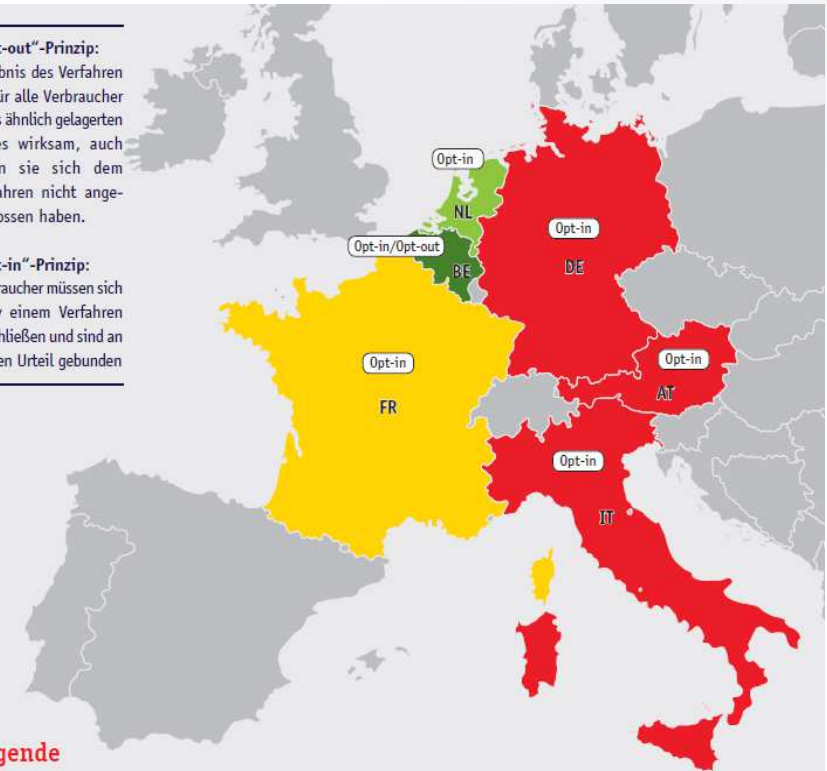 -out“-Prinzip:
bnis des Verfahren
ür alle Verbraucher
s ähnlich gelagerten
es wirksam, auch
n sie sich dem
ahren nicht ange-
ossen haben.
-in“-Prinzip:
raucher müssen sich
v einem Verfahren
chließen und sind an
en Urteil gebunden
Opt-in
NL
Opt-in/Opt-out
BE
Opt-in
DE
Opt-in
AT
Opt-in
FR
Opt-in
IT
gende